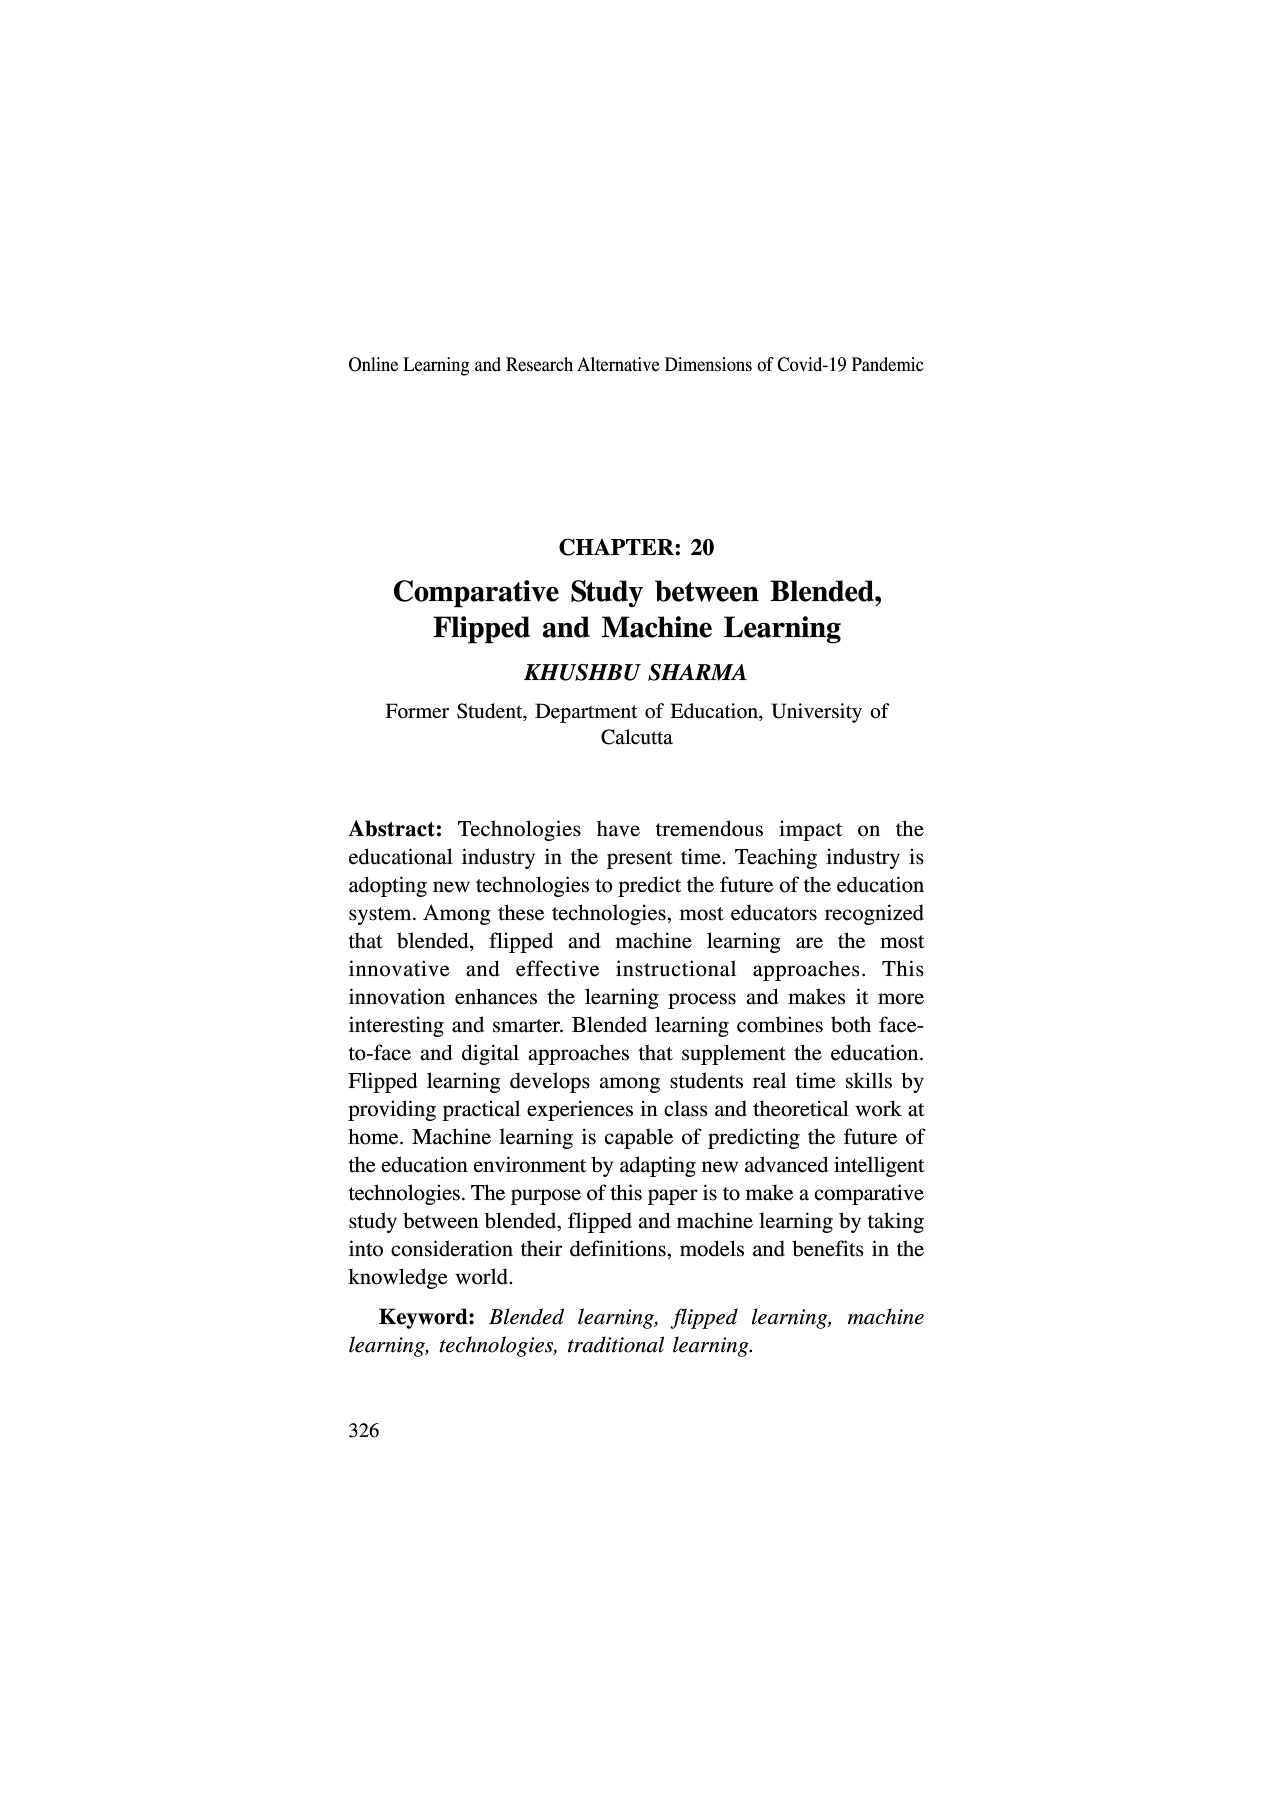 Online Learning and Research Alternative Dimensions of Covid-19 Pandemic
CHAPTER: 20
Comparative Study between Blended,
Flipped and Machine Learning
KHUSHBU SHARMA
Former Student, Department of Education, University of
Calcutta
Abstract: Technologies have tremendous impact on the
educational industry in the present time. Teaching industry is
adopting new technologies to predict the future of the education
system. Among these technologies, most educators recognized
that blended, flipped and machine learning are the most
innovative and effective instructional approaches. This
innovation enhances the learning process and makes it more
interesting and smarter. Blended learning combines both face-
to-face and digital approaches that supplement the education.
Flipped learning develops among students real time skills by
providing practical experiences in class and theoretical work at
home. Machine learning is capable of predicting the future of
the education environment by adapting new advanced intelligent
technologies. The purpose of this paper is to make a comparative
study between blended, flipped and machine learning by taking
into consideration their definitions, models and benefits in the
knowledge world.
Keyword: Blended learning, flipped learning, machine
learning, technologies, traditional learning.
326